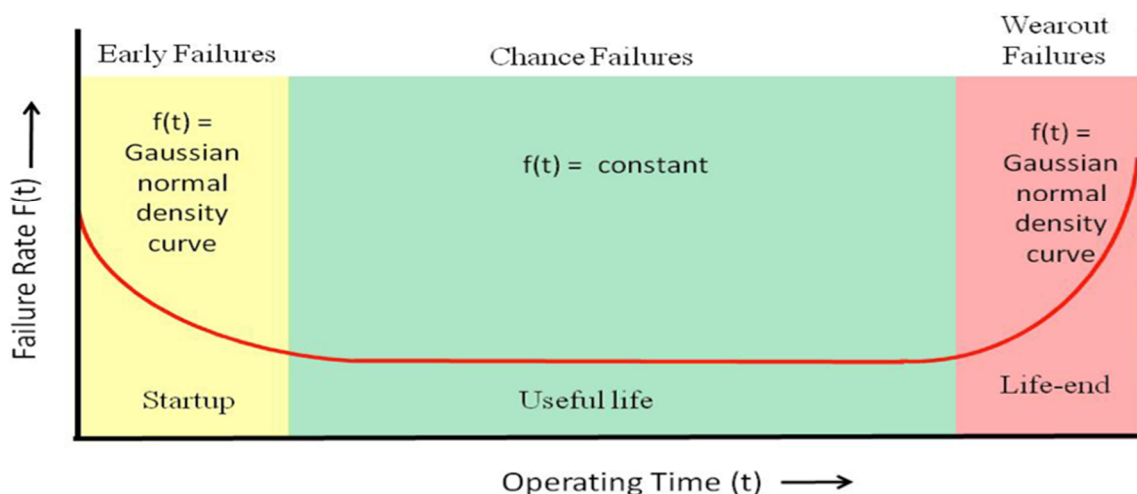 Early Failures
Chance Failures
Wearout
Failures
f(t) =
Gaussian
normal
density
curve
f(t) = constant
f(t) =
Gaussian
normal
density
curve
Failure Rate F(t)
Startup
Useful life
Life-end
Operating Time (t)